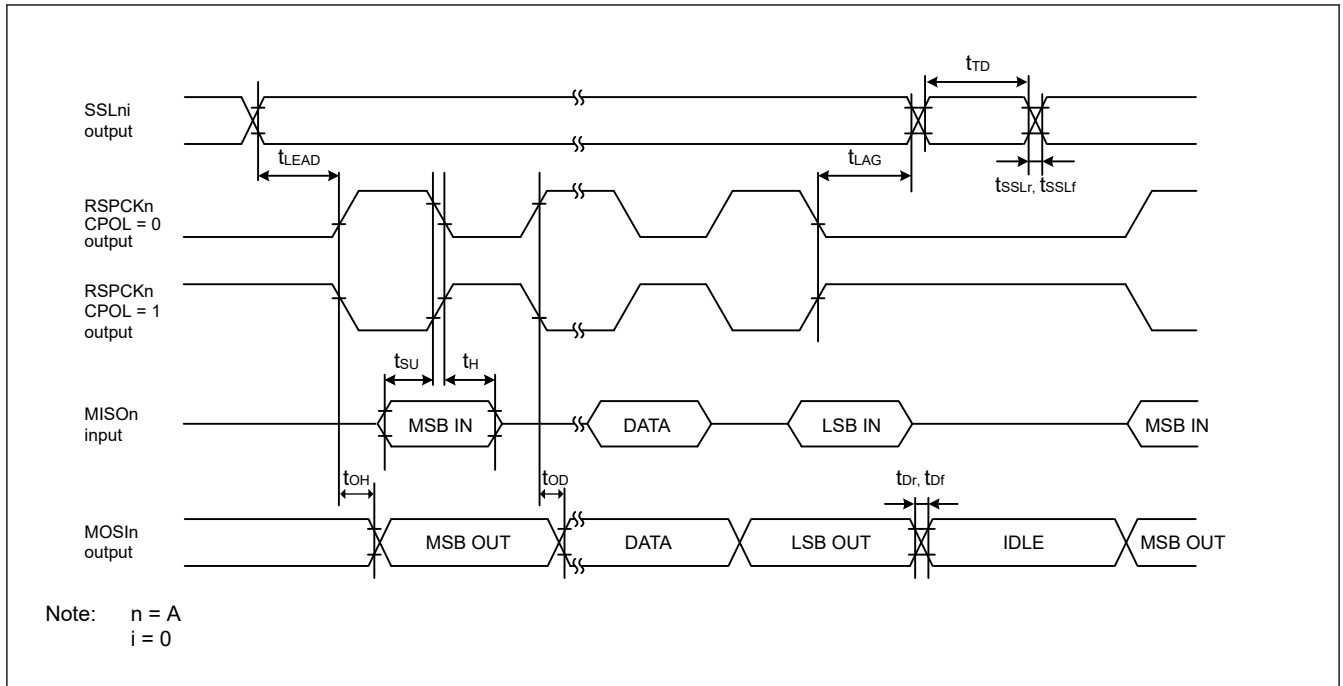 tTD
SSLni
output
tLEAD
tLAG
tSSLr, tSSLf
RSPCKn
CPOL = 0
output
RSPCKn
CPOL = 1
output
tSU
tH
MISOn
input
MSB IN
DATA
LSB IN
MSB IN
tOH
tOD
tDr, tDf
MOSIn
output
MSB OUT
DATA
LSB OUT
IDLE
MSB OUT
Note: n = A
i = 0